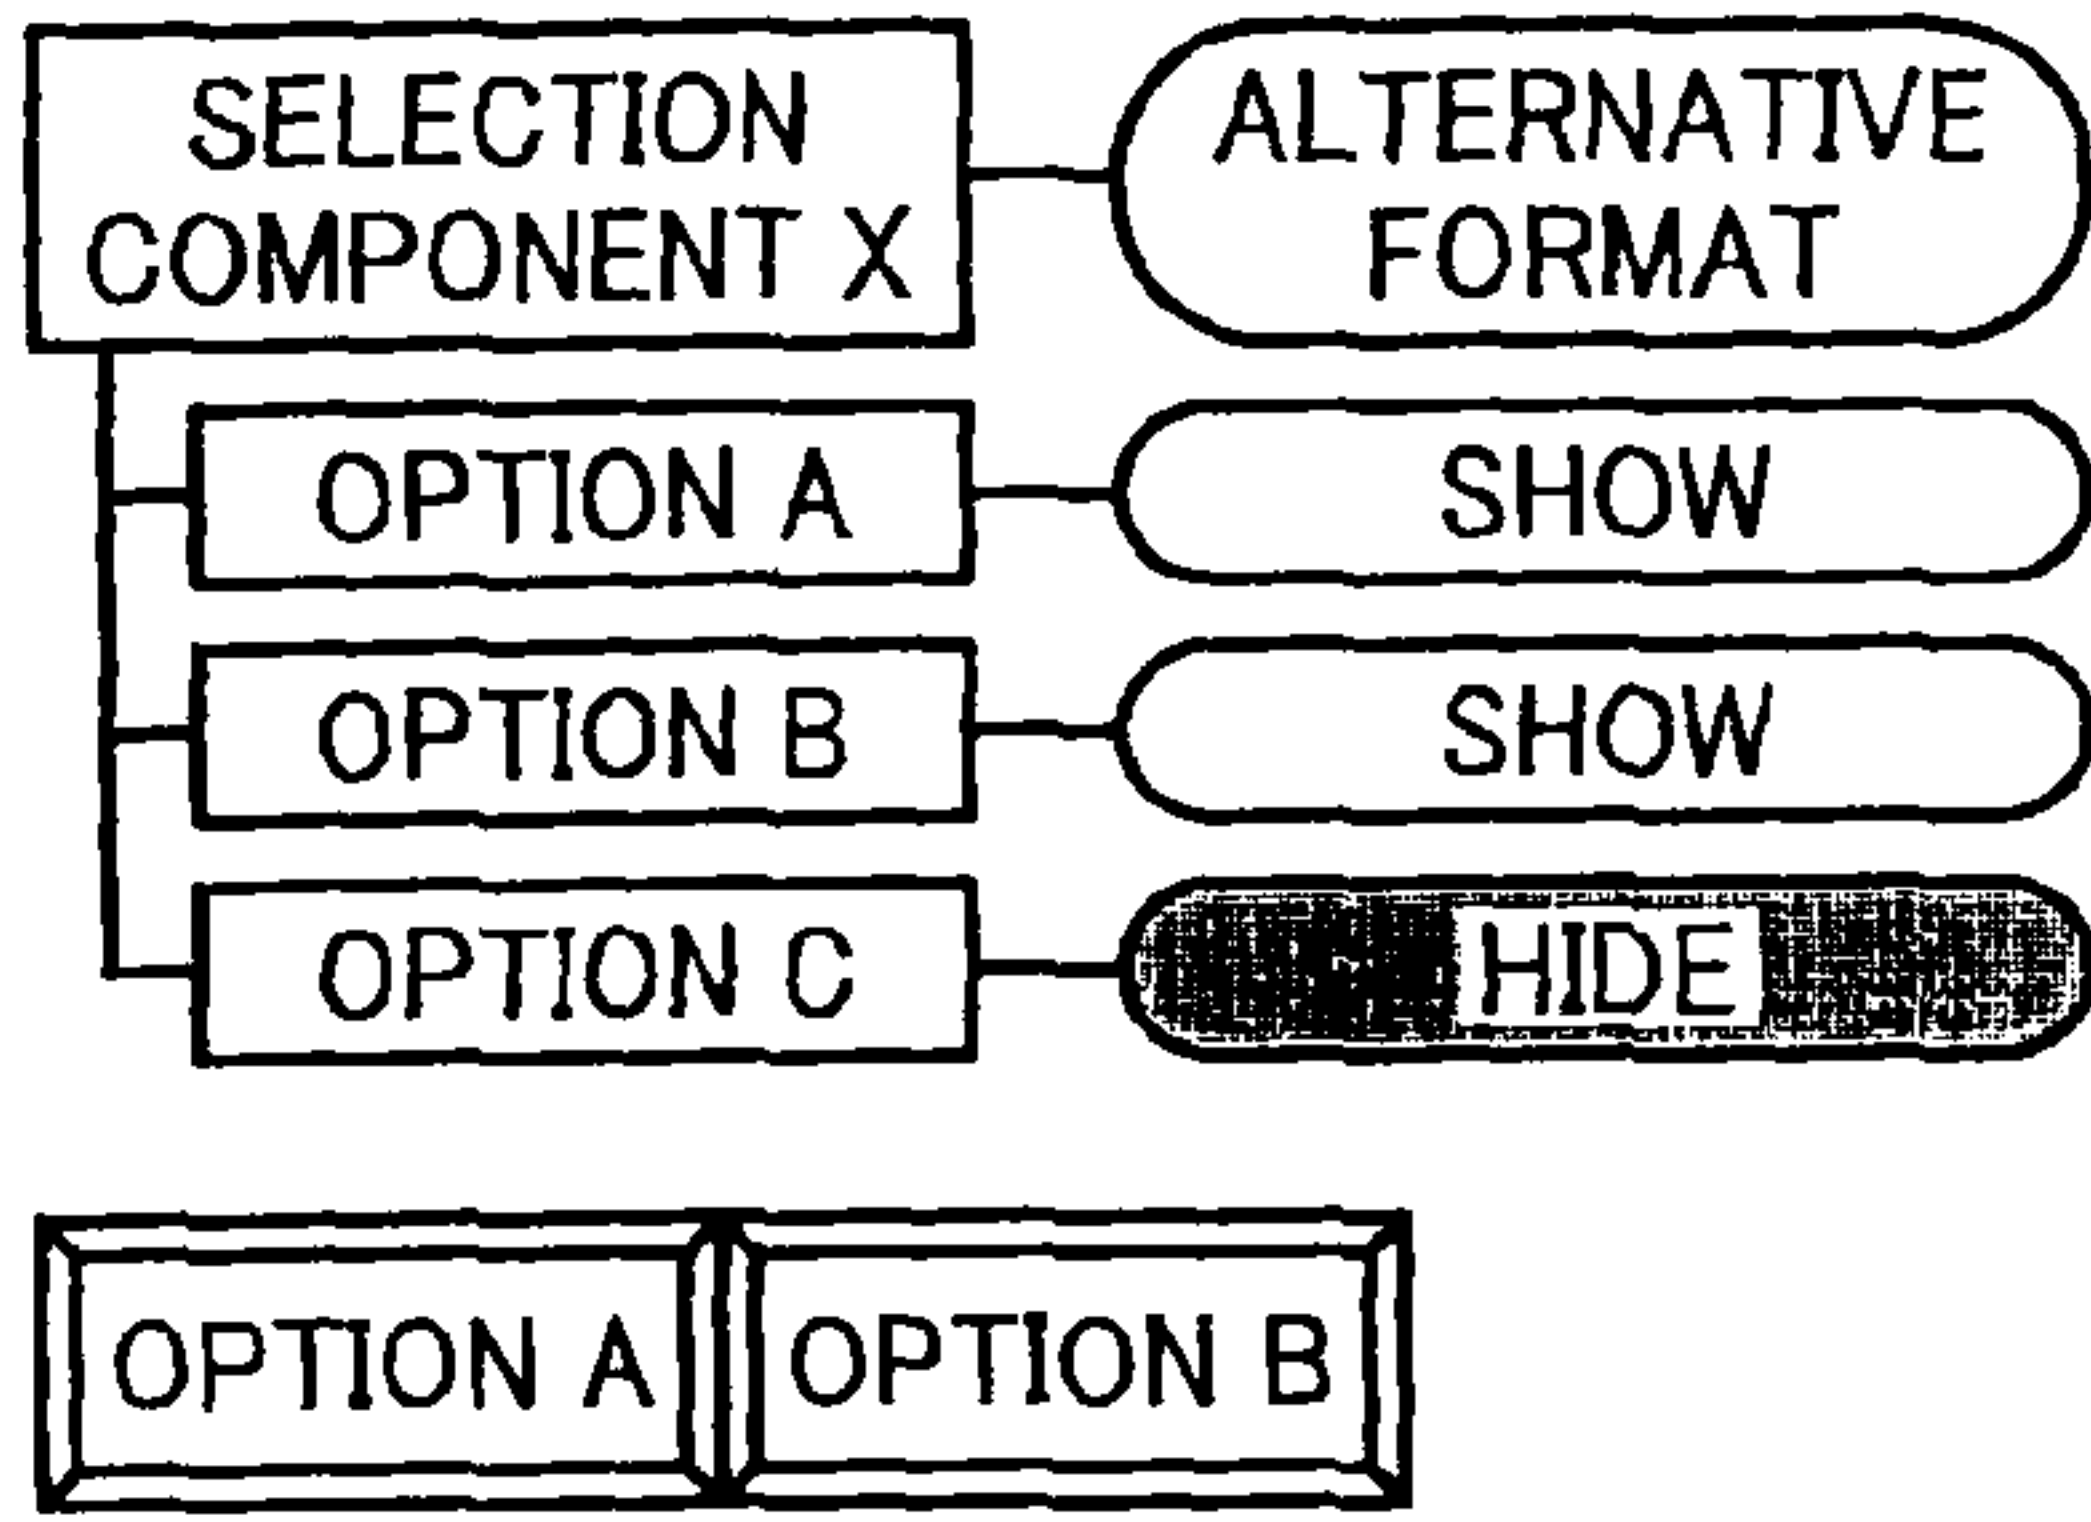 SELECTION
COMPONENT X
ALTERNATIVE
FORMAT
OPTION A
SHOW
OPTION B
SHOW
OPTION C
HIDE
OPTION A
OPTION B